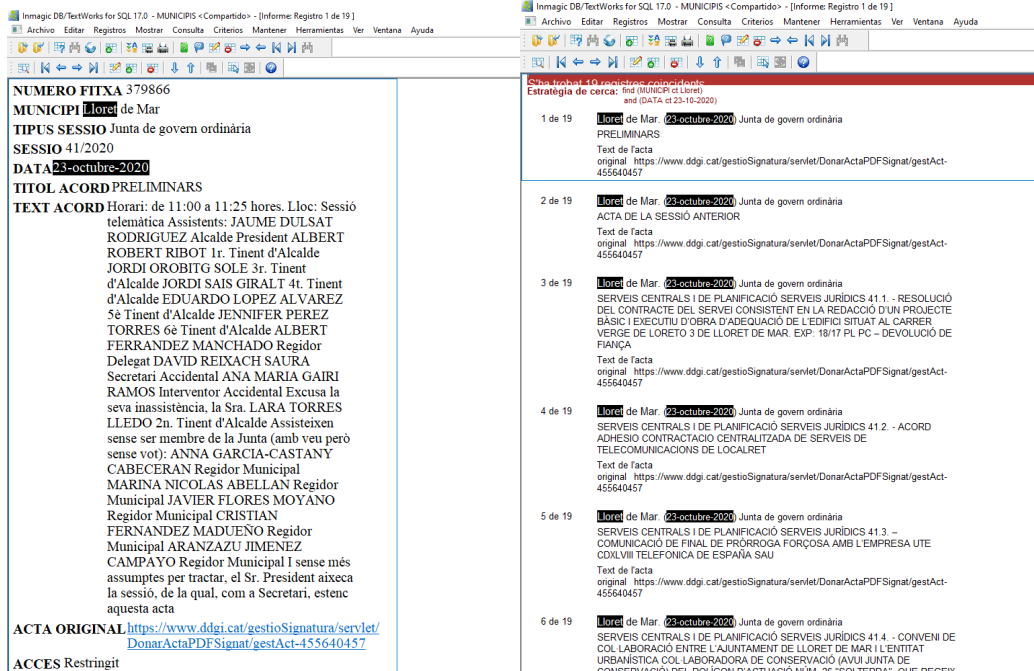 Inmagic DB/TextWorks for SQL 17.0 - MUNICIPIS <Compartido> - [Informe: Registro 1 de 19 ]
Archivo Editar Registros Mostrar Consulta Criterios Mantener Herramientas Ver Ventana Ayuda
NUMERO FITXA 379866
MUNICIPI Lloret de Mar
TIPUS SESSIO Junta de govern ordinària
SESSIO 41/2020
DATA 23-octubre-2020
TITOL ACORD PRELIMINARS
TEXT ACORD Horari: de 11:00 a 11:25 hores. Lloc: Sessió
telemàtica Assistents: JAUME DULSAT
RODRIGUEZ Alcalde President ALBERT
ROBERT RIBOT 1r. Tinent d'Alcalde
JORDI OROBITG SOLE 3r. Tinent
d'Alcalde JORDI SAIS GIRALT 4t. Tinent
d'Alcalde EDUARDO LOPEZ ALVAREZ
5è Tinent d'Alcalde JENNIFER PEREZ
TORRES 6è Tinent d'Alcalde ALBERT
FERRANDEZ MANCHADO Regidor
Delegat DAVID REIXACH SAURA
Secretari Accidental ANA MARIA GAIRI
RAMOS Interventor Accidental Excusa la
seva inassistència, la Sra. LARA TORRES
LLEDO 2n. Tinent d'Alcalde Assisteixen
sense ser membre de la Junta (amb veu però
sense vot): ANNA GARCIA-CASTANY
CABECERAN Regidor Municipal
MARINA NICOLAS ABELLAN Regidor
Municipal JAVIER FLORES MOYANO
Regidor Municipal CRISTIAN
FERNANDEZ MADUEÑO Regidor
Municipal ARANZAZU JIMENEZ
CAMPAYO Regidor Municipal I sense més
assumptes per tractar, el Sr. President aixeca
la sessió, de la qual, com a Secretari, estenc
aquesta acta
ACTA ORIGINAL https://www.ddgi.cat/gestioSignatura/servlet/
DonarActaPDFSignat/gestAct-455640457
ACCES Restringit
Inmagic DB/TextWorks for SQL 17.0 - MUNICIPIS <Compartido> - [Informe: Registro 1 de 19 ]
Archivo Editar Registros Mostrar Consulta Criterios Mantener Herramientas Ver Ventana Ayuda
S'ha trobat 19 registres coincidents
Estratègia de cerca: find (MUNICIPI ct Lloret)
and (DATA ct 23-10-2020)
1 de 19 Lloret de Mar. (23-octubre-2020) Junta de govern ordinària
PRELIMINARS
Text de l'acta
original https://www.ddgi.cat/gestioSignatura/servlet/DonarActaPDFSignat/gestAct-
455640457
2 de 19 Lloret de Mar. (23-octubre-2020) Junta de govern ordinària
ACTA DE LA SESSIÓ ANTERIOR
Text de l'acta
original https://www.ddgi.cat/gestioSignatura/servlet/DonarActaPDFSignat/gestAct-
455640457
3 de 19 Lloret de Mar. (23-octubre-2020) Junta de govern ordinària
SERVEIS CENTRALS I DE PLANIFICACIÓ SERVEIS JURÍDICS 41.1. - RESOLUCIÓ
DEL CONTRACTE DEL SERVEI CONSISTENT EN LA REDACCIÓ D'UN PROJECTE
BÀSIC I EXECUTIU D'OBRA D'ADEQUACIÓ DE L'EDIFICI SITUAT AL CARRER
VERGE DE LORETO 3 DE LLORET DE MAR. EXP: 18/17 PL PC – DEVOLUCIÓ DE
FIANÇA
Text de l'acta
original https://www.ddgi.cat/gestioSignatura/servlet/DonarActaPDFSignat/gestAct-
455640457
4 de 19 Lloret de Mar. (23-octubre-2020) Junta de govern ordinària
SERVEIS CENTRALS I DE PLANIFICACIÓ SERVEIS JURÍDICS 41.2. - ACORD
ADHESIO CONTRACTACIO CENTRALITZADA DE SERVEIS DE
TELECOMUNICACIONS DE LOCALRET
Text de l'acta
original https://www.ddgi.cat/gestioSignatura/servlet/DonarActaPDFSignat/gestAct-
455640457
5 de 19 Lloret de Mar. (23-octubre-2020) Junta de govern ordinària
SERVEIS CENTRALS I DE PLANIFICACIÓ SERVEIS JURÍDICS 41.3. –
COMUNICACIÓ DE FINAL DE PRÒRROGA FORÇOSA AMB L'EMPRESA UTE
CDXLVIII TELEFONICA DE ESPAÑA SAU
Text de l'acta
original https://www.ddgi.cat/gestioSignatura/servlet/DonarActaPDFSignat/gestAct-
455640457
6 de 19 Lloret de Mar. (23-octubre-2020) Junta de govern ordinària
SERVEIS CENTRALS I DE PLANIFICACIÓ SERVEIS JURÍDICS 41.4. - CONVENI DE
COL·LABORACIÓ ENTRE L'AJUNTAMENT DE LLORET DE MAR I L'ENTITAT
URBANÍSTICA COL·LABORADORA DE CONSERVACIÓ (AVUI JUNTA DE